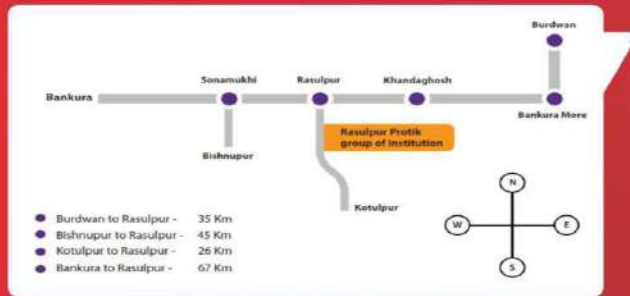 Burdwan
Sonamukhi Rasulpur Khandaghosh
Bankura
Bankura More
Rasulpur Protik
group of institution
Bishnupur
Kotulpur
N
W E
S
Burdwan to Rasulpur - 35 Km
Bishnupur to Rasulpur - 45 Km
Kotulpur to Rasulpur - 26 Km
Bankura to Rasulpur - 67 Km